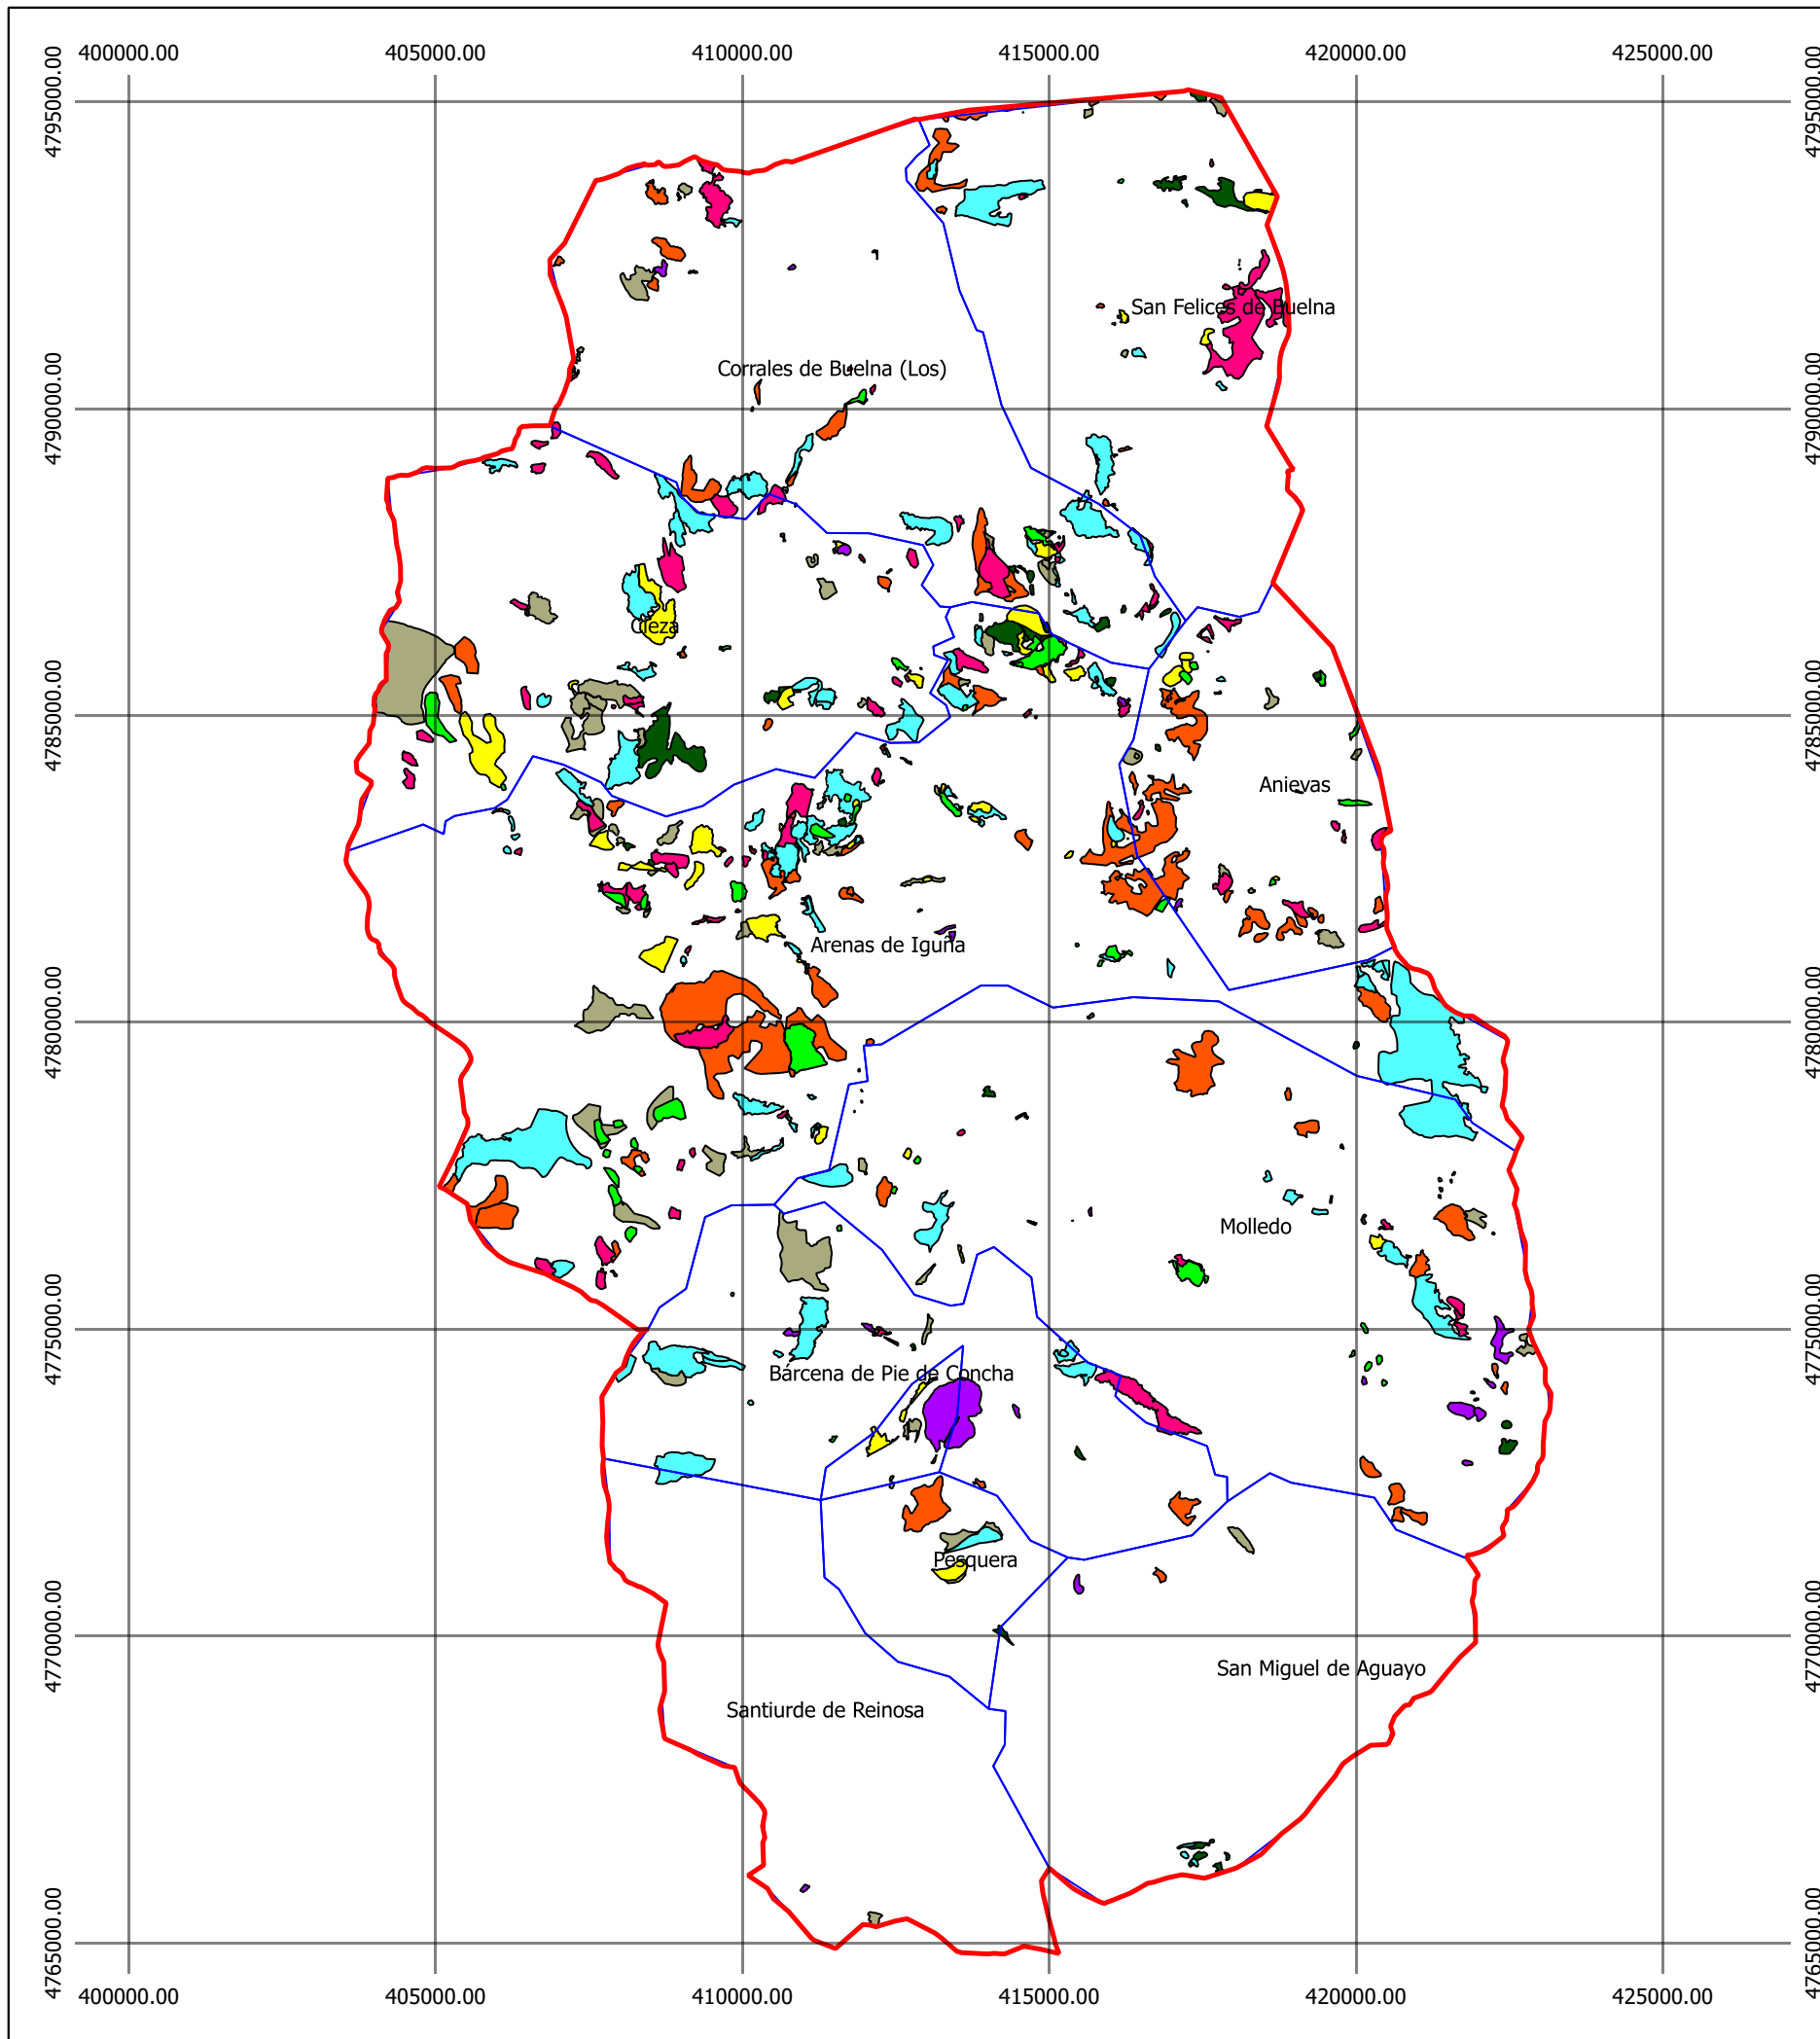 400000.00 405000.00 410000.00 415000.00 420000.00 425000.00
4795000.00 4795000.00
San Felices de Buelna
Corrales de Buelna (Los)
4790000.00 4790000.00
Cieza
4785000.00 4785000.00
Anievas
Arenas de Iguña
4780000.00 4780000.00
Molledo
4775000.00 4775000.00
Bárcena de Pie de Concha
Pesquera
4770000.00 4770000.00
San Miguel de Aguayo
Santiurde de Reinosa
4765000.00 4765000.00
400000.00 405000.00 410000.00 415000.00 420000.00 425000.00